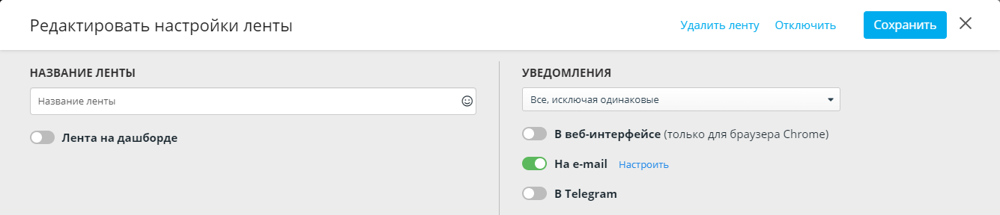 Редактировать настройки ленты
Удалить ленту
Отключить
Сохранить
НАЗВАНИЕ ЛЕНТЫ
Название ленты
Лента на дашборде
УВЕДОМЛЕНИЯ
Все, исключая одинаковые
В веб-интерфейсе (только для браузера Chrome)
На e-mail Настроить
В Telegram